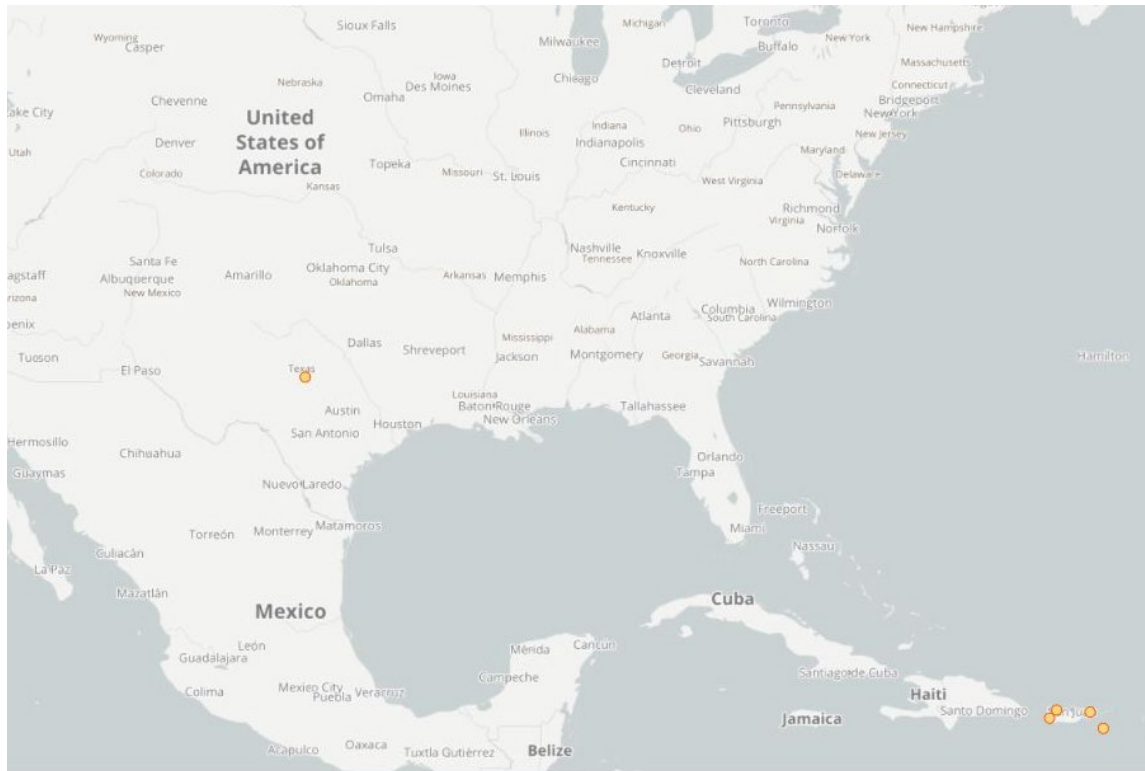 Sioux Falls
Michigan
Toronto
New Hampshire
Wyoming
Casper
Milwaukee
Buffalo
New York
Massachusetts
Detroit
Chicago
Iowa
Des Moines
Nebraska
Omaha
Cleveland
Connecticut
Bridgeport
New York
Cheyenne
Pennsylvania
Pittsburgh
ake City
United
States of
America
Illinois
Indiana
Indianapolis
Ohio
New Jersey
Utah
Denver
Maryland
Colorado
Topeka
Missouri
St. Louis
Cincinnati
West Virginia
Delaware
Kansas
Kentucky
Richmond
Virginia
Norfolk
Tulsa
Nashville
Tennessee
Knoxville
North Carolina
Santa Fe
agstaff
Albuquerque
New Mexico
Amarillo
Oklahoma City
Oklahoma
Arkansas
Memphis
rizona
oenix
Columbia
South Carolina
Wilmington
Atlanta
Mississippi
Alabama
Dallas
Shreveport
Jackson
Montgomery
Georgia
Savannah
Hamilton
Tucson
El Paso
Texas
Louisiana
Baton Rouge
New Orleans
Tallahassee
Austin
Houston
San Antonio
Hermosillo
Chihuahua
Guaymas
Orlando
Tampa
Nuevo Laredo
Freeport
Miami
Torreón
Monterrey
Matamoros
Nassau
Culiacán
La Paz
Mazatlán
Mexico
Cuba
León
Guadalajara
Mérida
Cancún
Campeche
Santiago de Cuba
Colima
Mexico City
Puebla
Veracruz
Haiti
Santo Domingo
Jamaica
Acapulco
Oaxaca
Tuxtla Gutiérrez
Belize